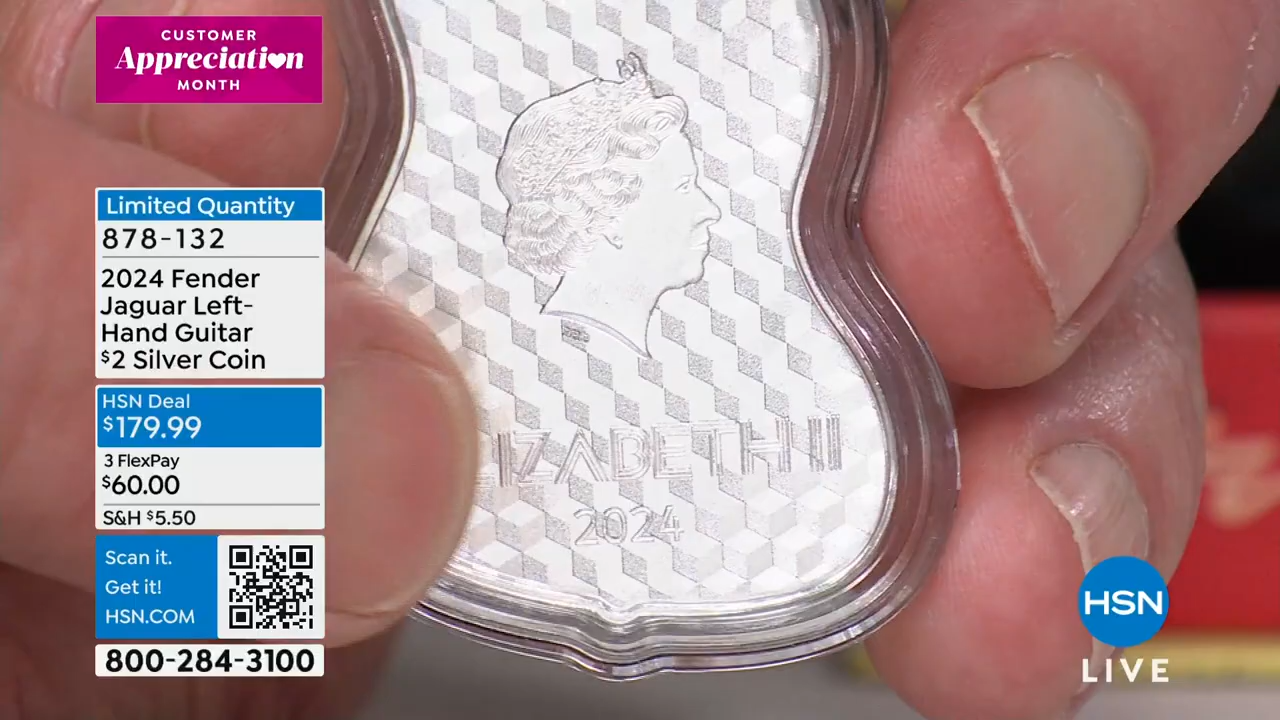 CUSTOMER
Appreciation
MONTH
Limited Quantity
878-132
2024 Fender
Jaguar Left-
Hand Guitar
$2 Silver Coin
HSN Deal
$179.99
3 FlexPay
$60.00
S&H $5.50
Scan it.
Get it!
HSN.COM
800-284-3100
IZABETH II
2024
HSN
LIVE